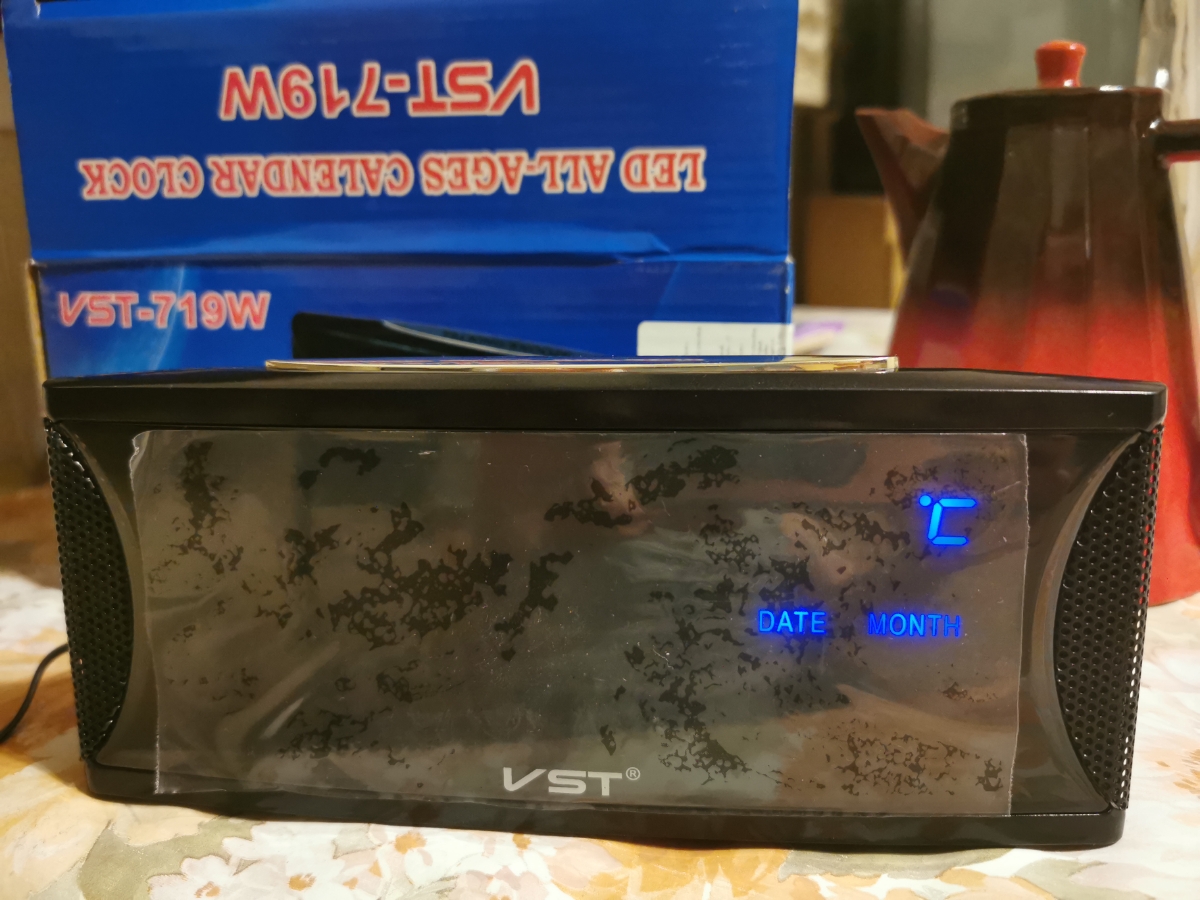 VST-719W
LED ALL-AGES CALENDAR CLOCK
VST-719W
°C
DATE MONTH
VST®